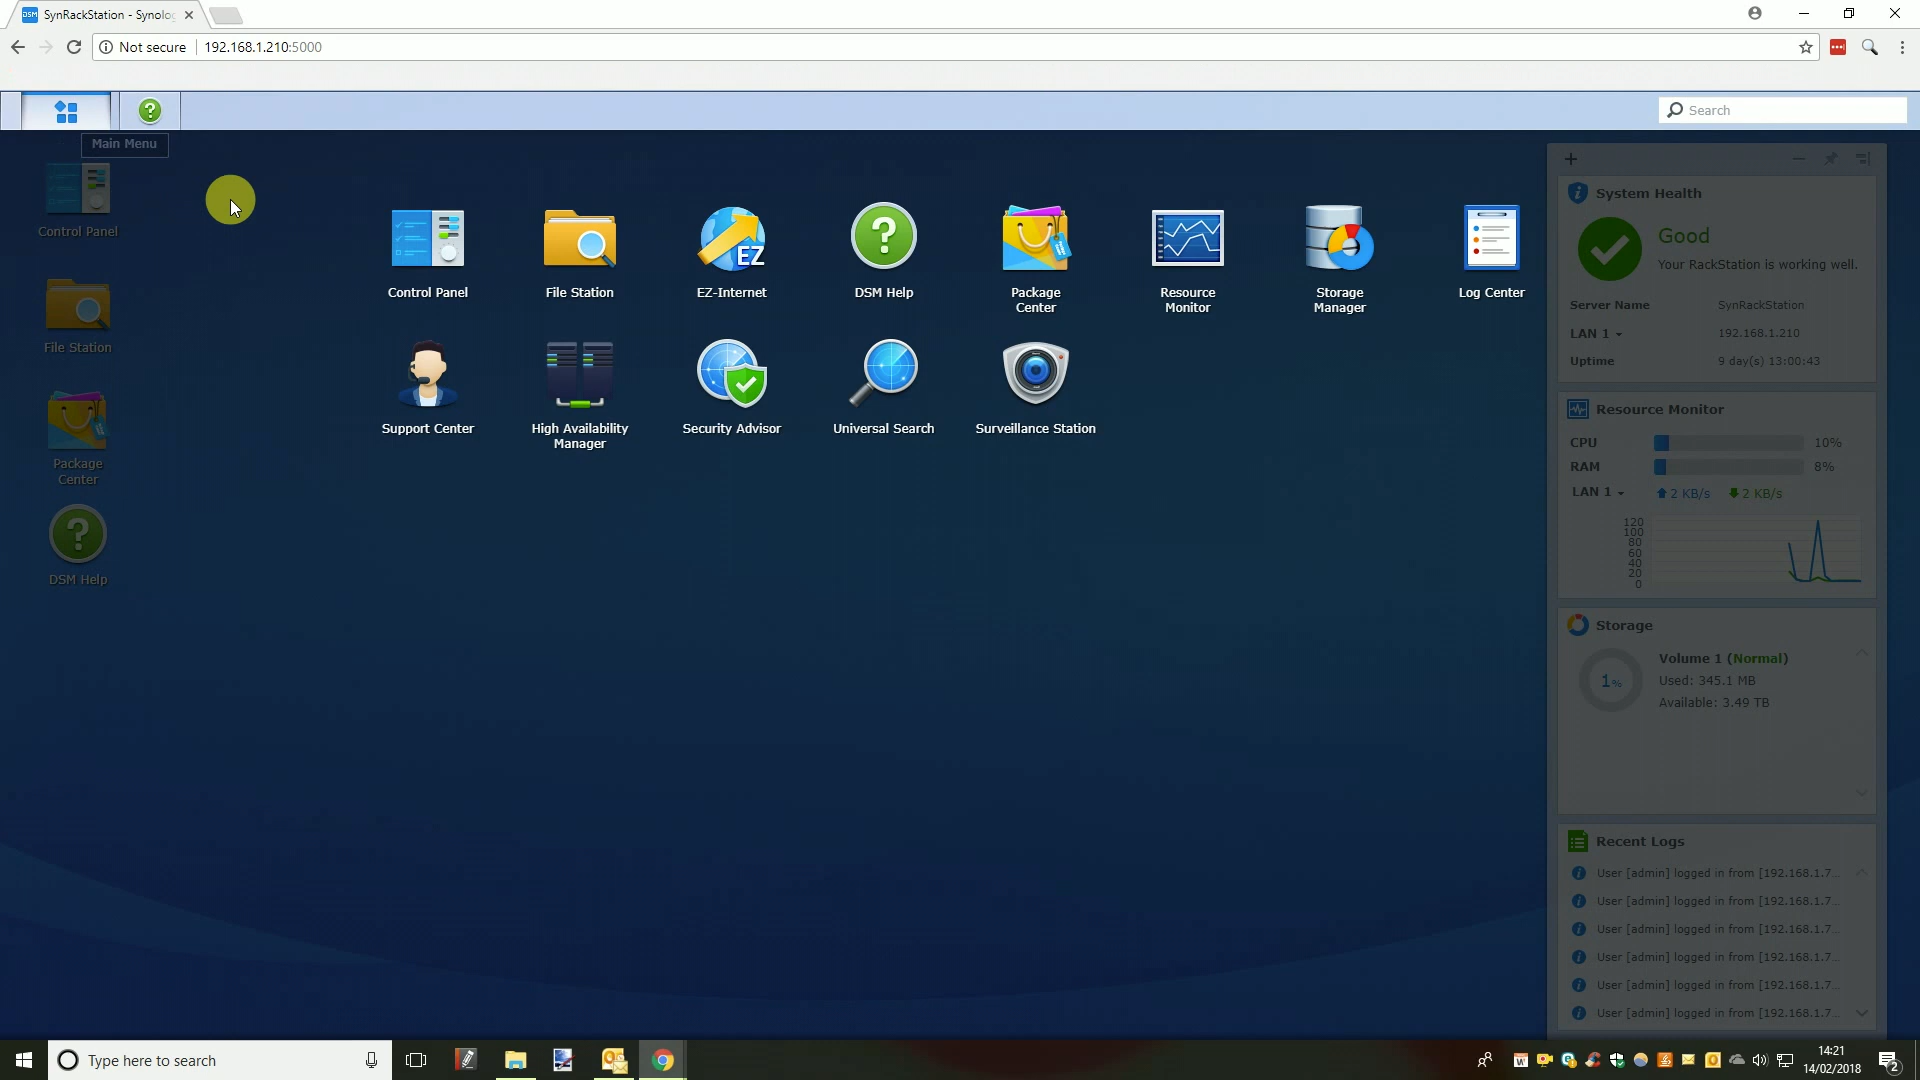 SynRackStation - Synolo
Not secure
192.168.1.210:5000
Search
Main Menu
Control Panel
File Station
Package
Center
DSM Help
Control Panel
File Station
EZ
EZ-Internet
DSM Help
Package
Center
Resource
Monitor
Storage
Manager
Log Center
Support Center
High Availability
Manager
Security Advisor
Universal Search
Surveillance Station
System Health
Good
Your RackStation is working well.
Server Name SynRackStation
LAN 1 192.168.1.210
Uptime 9 day(s) 13:00:43
Resource Monitor
CPU 10%
RAM 8%
LAN 1 2 KB/s 2 KB/s
120
100
80
60
40
20
0
Storage
1%
Volume 1 (Normal)
Used: 345.1 MB
Available: 3.49 TB
Recent Logs
User [admin] logged in from [192.168.1.7...
User [admin] logged in from [192.168.1.7...
User [admin] logged in from [192.168.1.7...
User [admin] logged in from [192.168.1.7...
User [admin] logged in from [192.168.1.7...
User [admin] logged in from [192.168.1.7...
Type here to search
14:21
14/02/2018
2